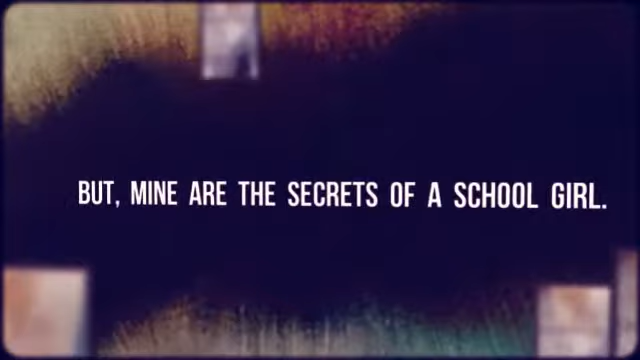 BUT, MINE ARE THE SECRETS OF A SCHOOL GIRL.